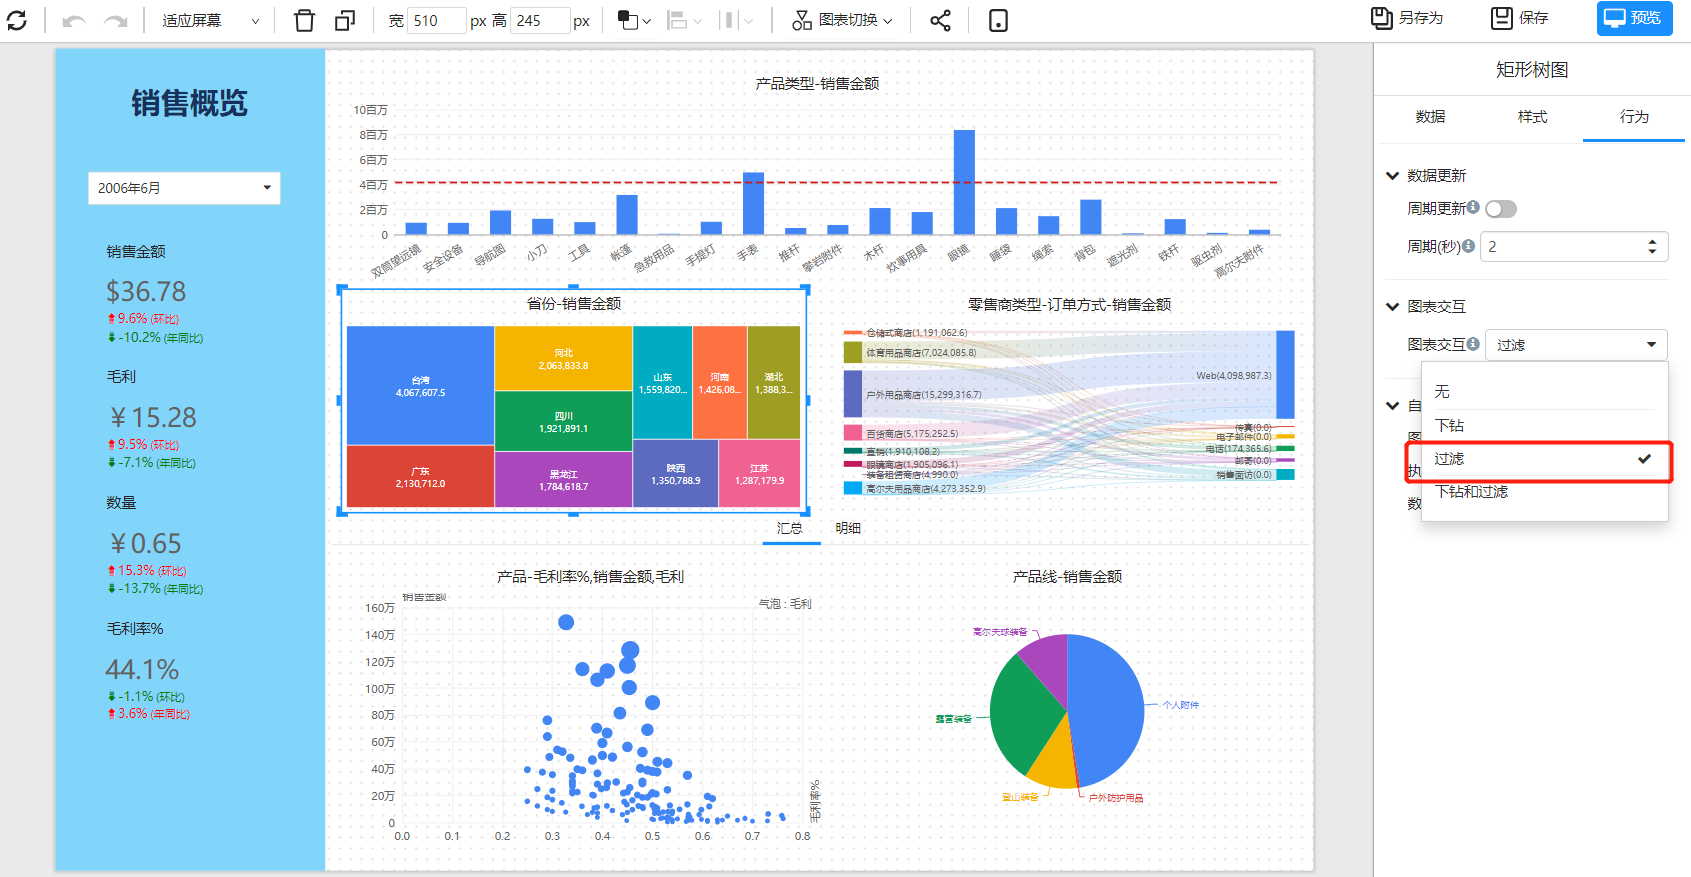 适应屏幕
宽 510 px 高 245 px
图表切换
另存为
保存
预览
销售概览
2006年6月
销售金额
$36.78
9.6% (环比)
-10.2% (年同比)
毛利
￥15.28
9.5% (环比)
-7.1% (年同比)
数量
￥0.65
15.3% (环比)
-13.7% (年同比)
毛利率%
44.1%
-1.1% (环比)
3.6% (年同比)
产品类型-销售金额
10百万
8百万
6百万
4百万
2百万
0
双筒望远镜
安全设备
导航图
小刀
工具
帐篷
急救用品
手提灯
手表
推杆
攀岩附件
木杆
炊事用具
眼镜
睡袋
绳索
背包
遮光剂
铁杆
驱虫剂
高尔夫附件
省份-销售金额
台湾
4,067,607.5
广东
2,130,712.0
河北
2,063,833.8
四川
1,921,891.1
黑龙江
1,784,618.7
山东
1,559,820...
河南
1,426,08...
湖北
1,388,3...
陕西
1,350,788.9
江苏
1,287,179.9
零售商类型-订单方式-销售金额
仓储式商店(1,191,062.6)
体育用品商店(7,024,085.8)
户外用品商店(15,299,316.7)
百货商店(5,175,252.5)
直销(1,910,108.2)
眼镜商店(1,905,096.1)
装备租赁商店(4,990.0)
高尔夫用品商店(4,273,352.9)
Web(4,098,987.3)
传真(0.0)
电子邮件(0.0)
电话(174,365.6)
邮寄(0.0)
销售面访(0.0)
汇总
明细
产品-毛利率%,销售金额,毛利
销售金额
气泡 : 毛利
160万
140万
120万
100万
80万
60万
40万
20万
0
0.0
0.1
0.2
0.3
0.4
0.5
0.6
0.7
0.8
毛利率%
产品线-销售金额
高尔夫球装备
个人附件
露营装备
登山装备
户外防护用品
矩形树图
数据
样式
行为
数据更新
周期更新
周期(秒) 2
图表交互
图表交互 过滤
无
下钻
过滤
下钻和过滤
自
执
数